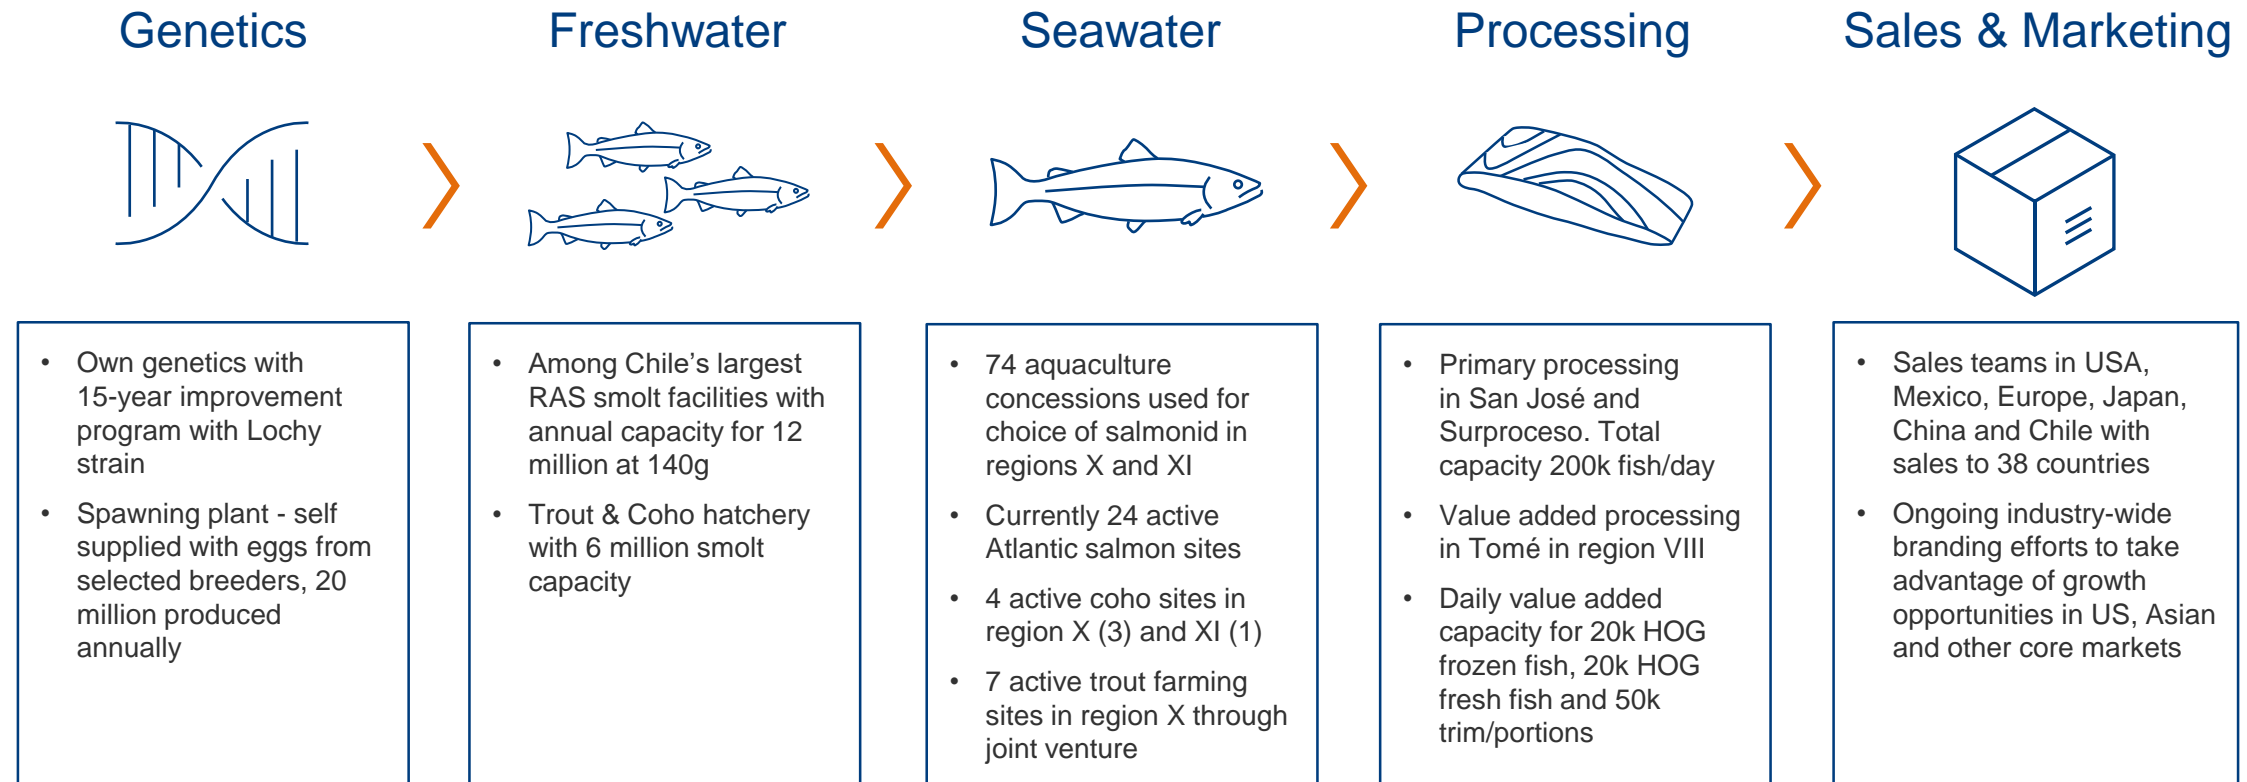 Genetics
Freshwater
Seawater
Processing
Sales & Marketing
• Own genetics with
15-year improvement
program with Lochy
strain
• Spawning plant - self
supplied with eggs from
selected breeders, 20
million produced
annually
• Among Chile’s largest
RAS smolt facilities with
annual capacity for 12
million at 140g
• Trout & Coho hatchery
with 6 million smolt
capacity
• 74 aquaculture
concessions used for
choice of salmonid in
regions X and XI
• Currently 24 active
Atlantic salmon sites
• 4 active coho sites in
region X (3) and XI (1)
• 7 active trout farming
sites in region X through
joint venture
• Primary processing
in San José and
Surproceso. Total
capacity 200k fish/day
• Value added processing
in Tomé in region VIII
• Daily value added
capacity for 20k HOG
frozen fish, 20k HOG
fresh fish and 50k
trim/portions
• Sales teams in USA,
Mexico, Europe, Japan,
China and Chile with
sales to 38 countries
• Ongoing industry-wide
branding efforts to take
advantage of growth
opportunities in US, Asian
and other core markets